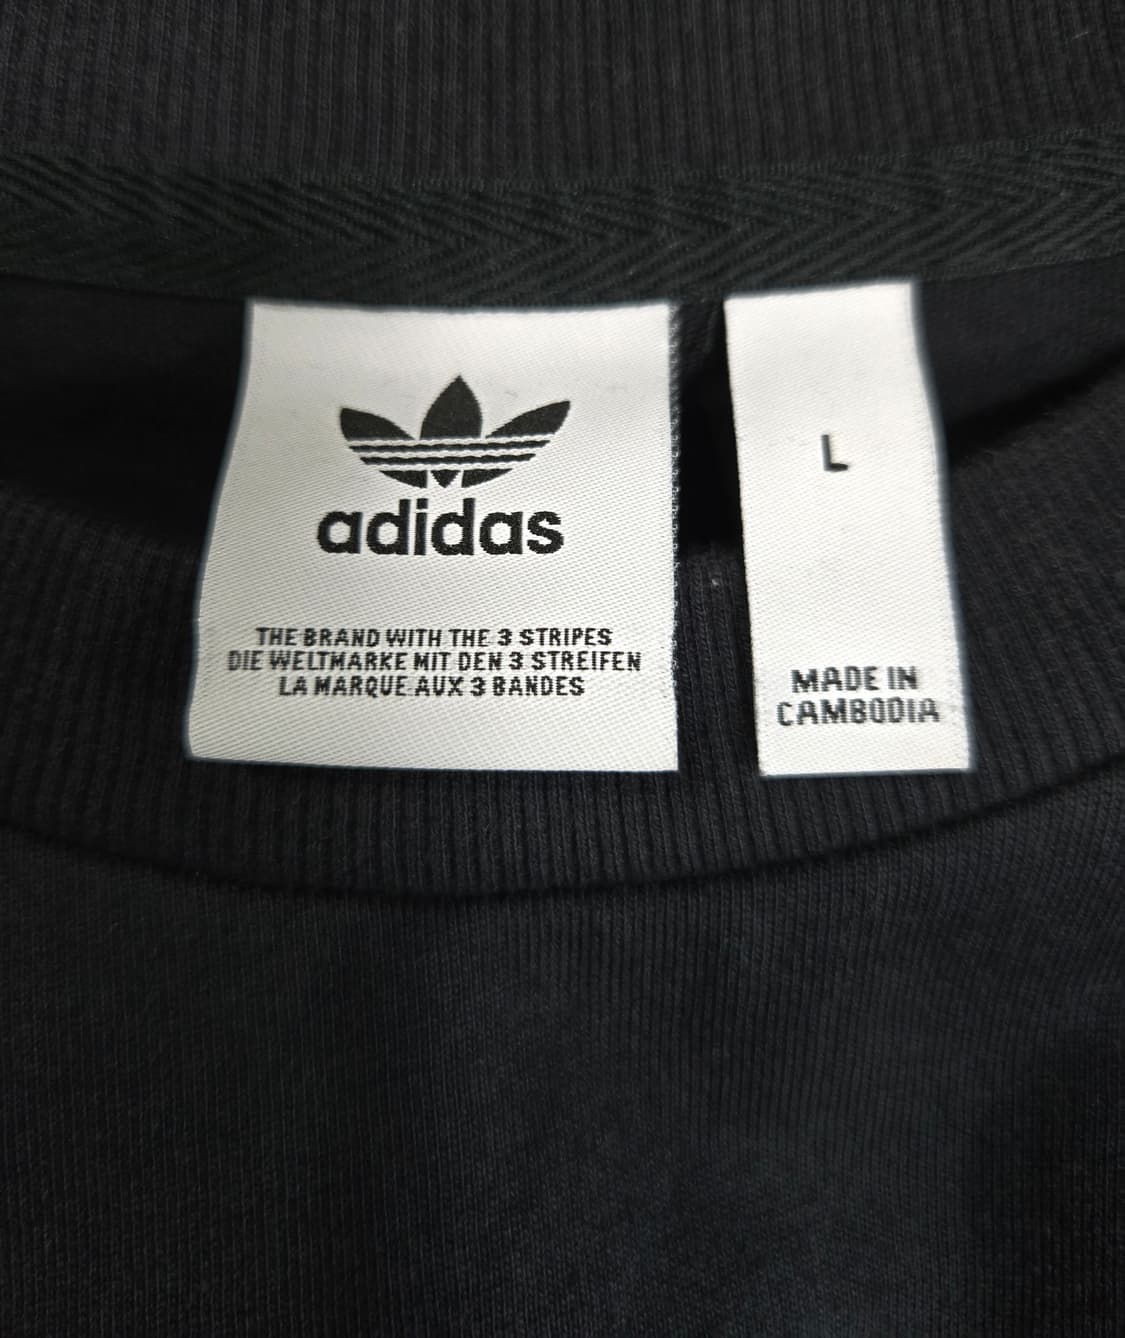 adidas
THE BRAND WITH THE 3 STRIPES
DIE WELTMARKE MIT DEN 3 STREIFEN
LA MARQUE AUX 3 BANDES
L
MADE IN
CAMBODIA